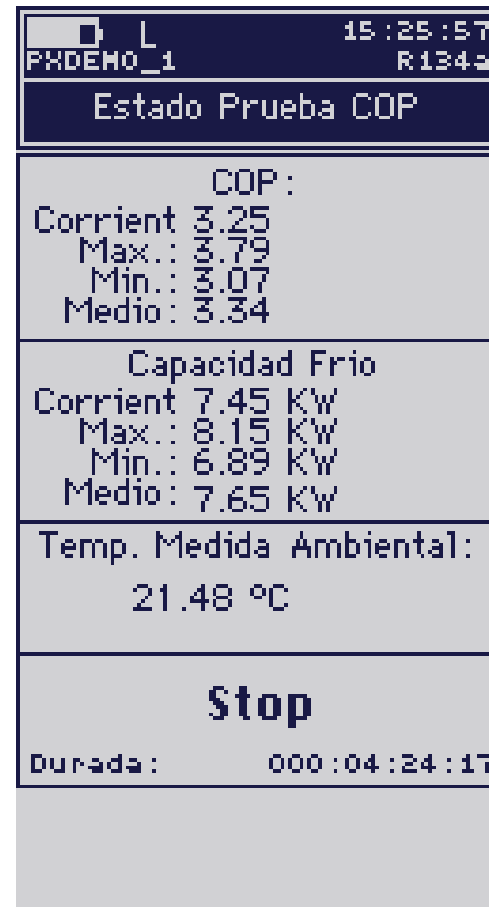 L 15:25:57
PXDEMO_1 R134a
Estado Prueba COP
COP:
Corrient 3.25
Max.: 3.79
Min.: 3.07
Medio: 3.34
Capacidad Frio
Corrient 7.45 KW
Max.: 8.15 KW
Min.: 6.89 KW
Medio: 7.65 KW
Temp. Medida Ambiental:
21.48 ºC
Stop
Durada: 000:04:24:17